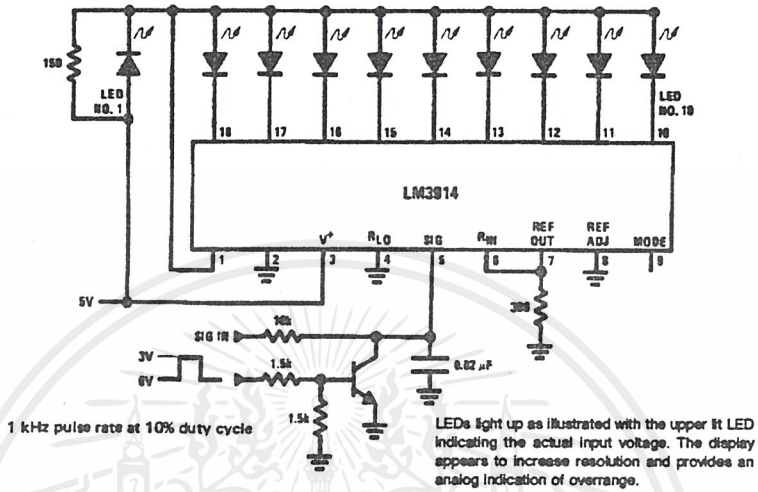 150
LED
NO. 1
LED
NO. 10
18 17 16 15 14 13 12 11 10
LM3914
V+ RLO SIG RIN REF OUT REF ADJ MODE
1 2 3 4 5 6 7 8 9
5V
SIG IN
10k
3V
0V
1.5k
1.5k
0.02 µF
1 kHz pulse rate at 10% duty cycle
LEDs light up as illustrated with the upper lit LED
indicating the actual input voltage. The display
appears to increase resolution and provides an
analog indication of overrange.